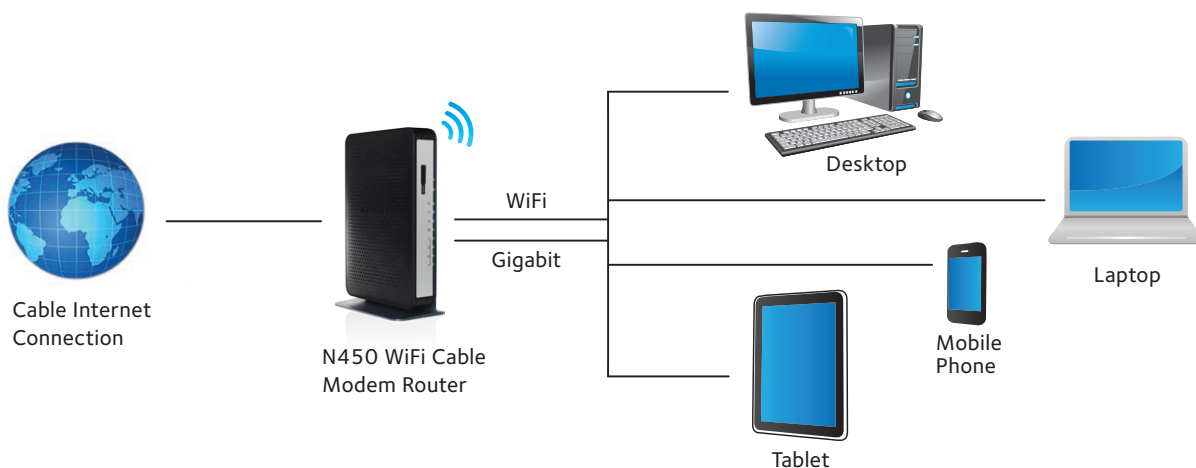 Cable Internet
Connection
N450 WiFi Cable
Modem Router
WiFi
Gigabit
Desktop
Laptop
Mobile
Phone
Tablet